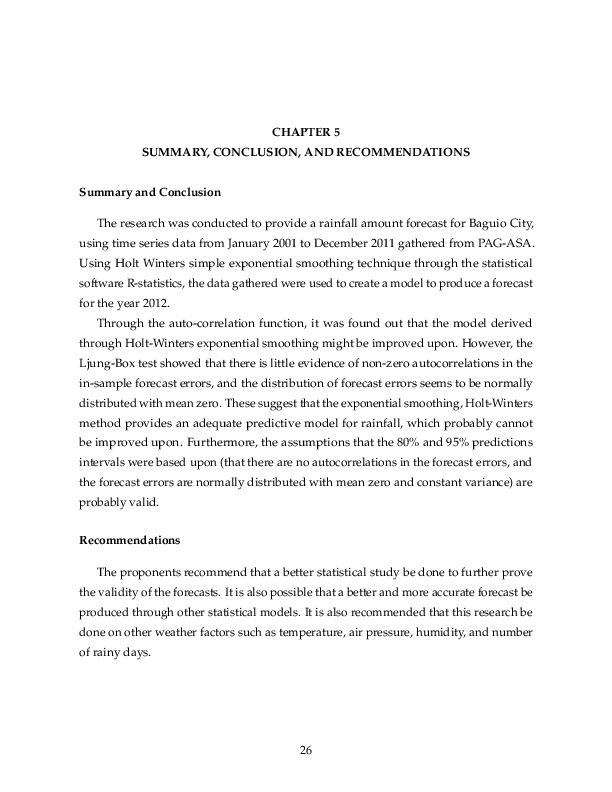 CHAPTER 5
SUMMARY, CONCLUSION, AND RECOMMENDATIONS
Summary and Conclusion
The research was conducted to provide a rainfall amount forecast for Baguio City,
using time series data from January 2001 to December 2011 gathered from PAG-ASA.
Using Holt Winters simple exponential smoothing technique through the statistical
software R-statistics, the data gathered were used to create a model to produce a forecast
for the year 2012.
Through the auto-correlation function, it was found out that the model derived
through Holt-Winters exponential smoothing might be improved upon. However, the
Ljung-Box test showed that there is little evidence of non-zero autocorrelations in the
in-sample forecast errors, and the distribution of forecast errors seems to be normally
distributed with mean zero. These suggest that the exponential smoothing, Holt-Winters
method provides an adequate predictive model for rainfall, which probably cannot
be improved upon. Furthermore, the assumptions that the 80% and 95% predictions
intervals were based upon (that there are no autocorrelations in the forecast errors, and
the forecast errors are normally distributed with mean zero and constant variance) are
probably valid.
Recommendations
The proponents recommend that a better statistical study be done to further prove
the validity of the forecasts. It is also possible that a better and more accurate forecast be
produced through other statistical models. It is also recommended that this research be
done on other weather factors such as temperature, air pressure, humidity, and number
of rainy days.
26